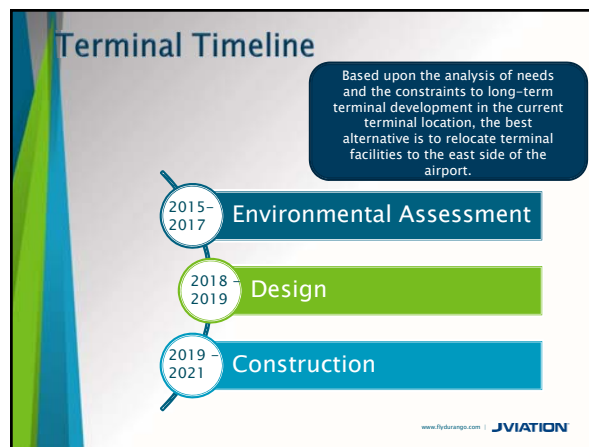 Terminal Timeline
Based upon the analysis of needs
and the constraints to long-term
terminal development in the current
terminal location, the best
alternative is to relocate terminal
facilities to the east side of the
airport.
2015-
2017
Environmental Assessment
2018 -
2019
Design
2019 -
2021
Construction
www.flydurango.com | JVIATION